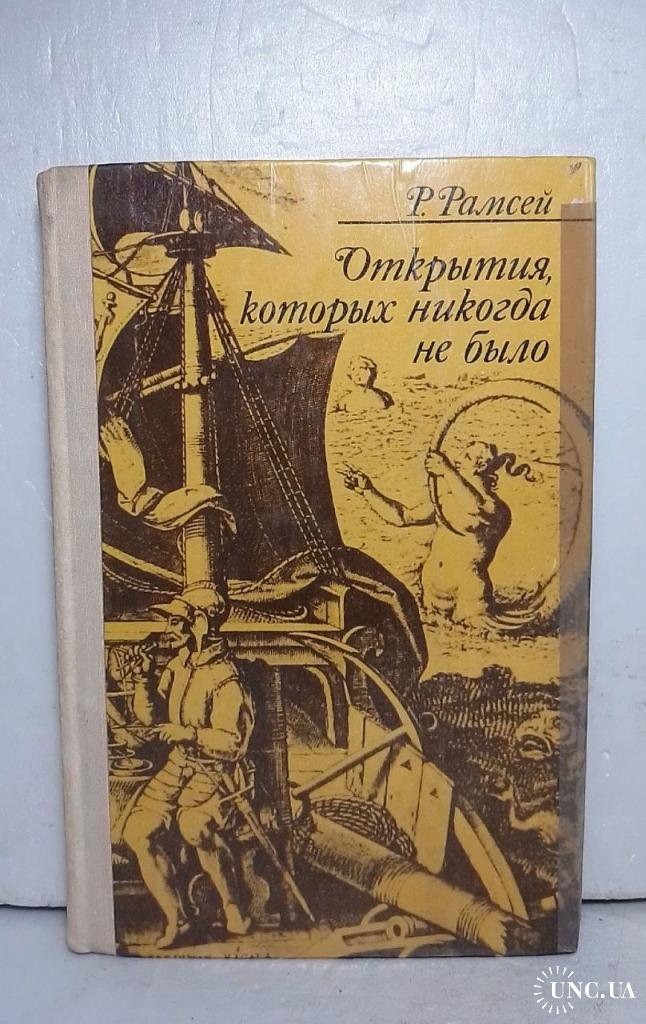 Р. Рамсей
Открытия,
которых никогда
не было
UNC.UA